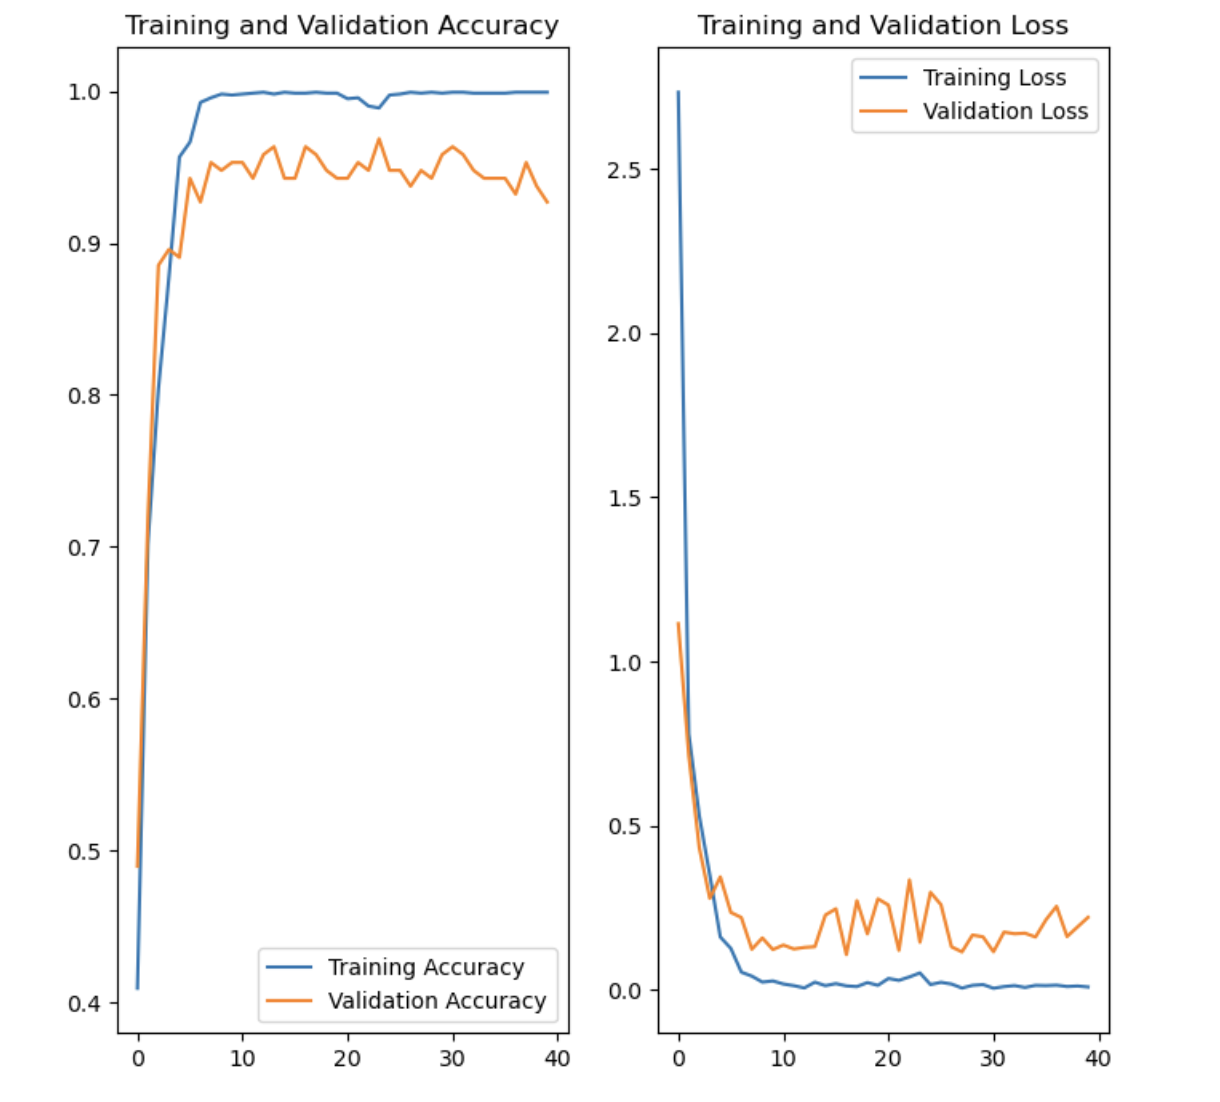 Training and Validation Accuracy
1.0
0.9
0.8
0.7
0.6
0.5
0.4
Training Accuracy
Validation Accuracy
0 10 20 30 40
Training and Validation Loss
Training Loss
Validation Loss
2.5
2.0
1.5
1.0
0.5
0.0
0 10 20 30 40